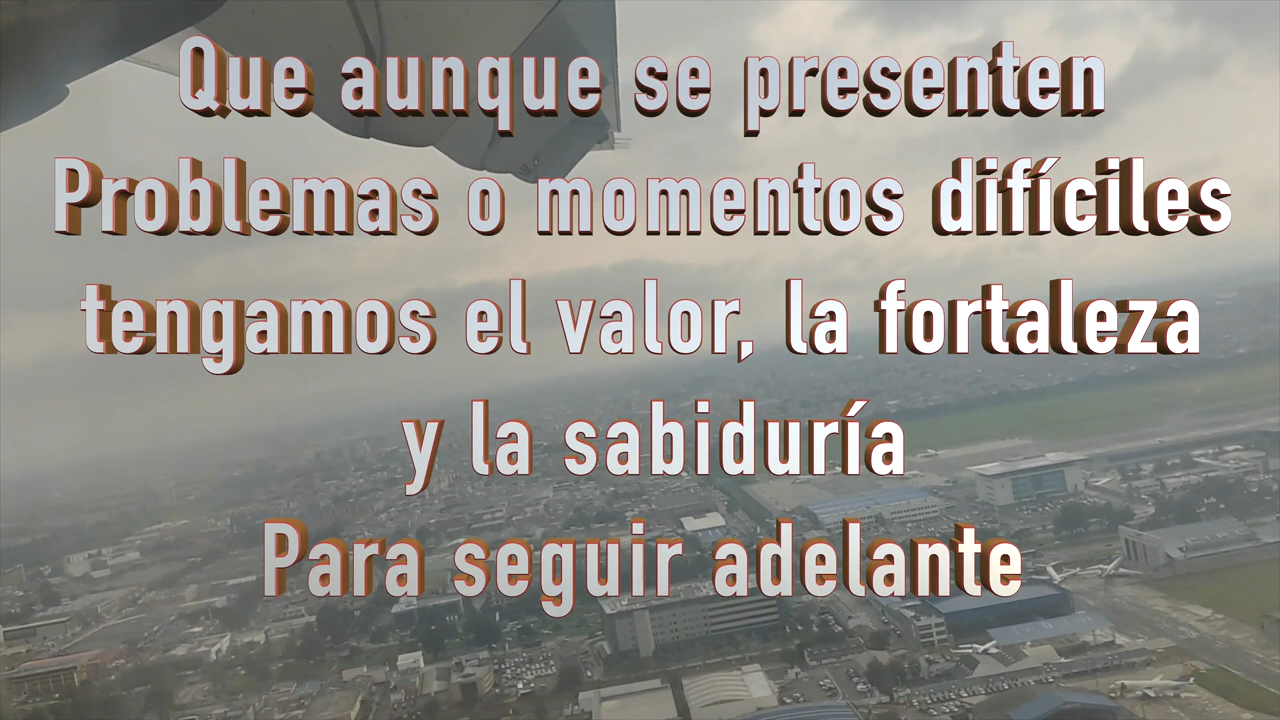 Que aunque se presenten
Problemas o momentos difíciles
tengamos el valor, la fortaleza
y la sabiduría
Para seguir adelante